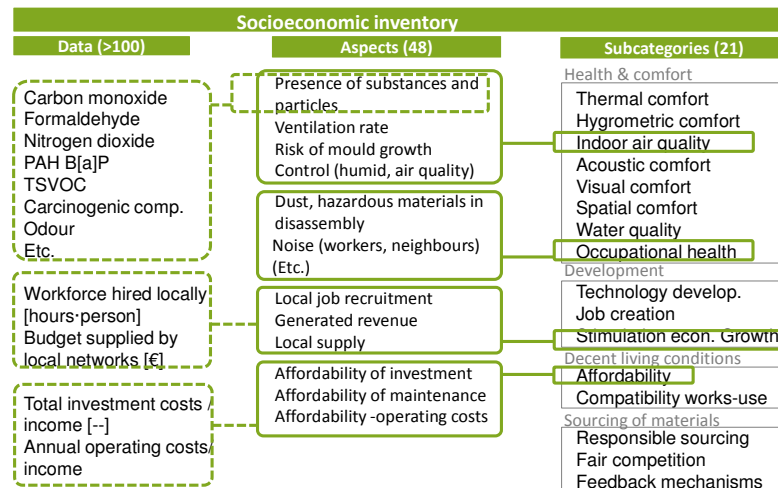 Socioeconomic inventory
Data (>100)
Carbon monoxide
Formaldehyde
Nitrogen dioxide
PAH B[a]P
TSVOC
Carcinogenic comp.
Odour
Etc.
Workforce hired locally
[hours·person]
Budget supplied by
local networks [€]
Total investment costs /
income [--]
Annual operating costs/
income
Aspects (48)
Presence of substances and
particles
Ventilation rate
Risk of mould growth
Control (humid, air quality)
Dust, hazardous materials in
disassembly
Noise (workers, neighbours)
(Etc.)
Local job recruitment
Generated revenue
Local supply
Affordability of investment
Affordability of maintenance
Affordability -operating costs
Subcategories (21)
Health & comfort
Thermal comfort
Hygrometric comfort
Indoor air quality
Acoustic comfort
Visual comfort
Spatial comfort
Water quality
Occupational health
Development
Technology develop.
Job creation
Stimulation econ. Growth
Decent living conditions
Affordability
Compatibility works-use
Sourcing of materials
Responsible sourcing
Fair competition
Feedback mechanisms